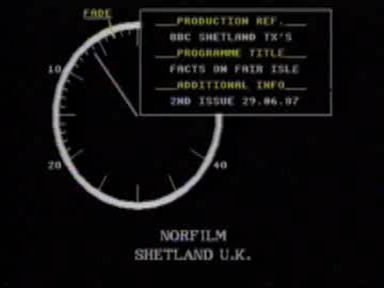 FADE
PRODUCTION REF.
BBC SHETLAND TX'S
PROGRAMME TITLE
FACTS ON FAIR ISLE
ADDITIONAL INFO
2ND ISSUE 29.06.87
10
20
40
NORFILM
SHETLAND U.K.